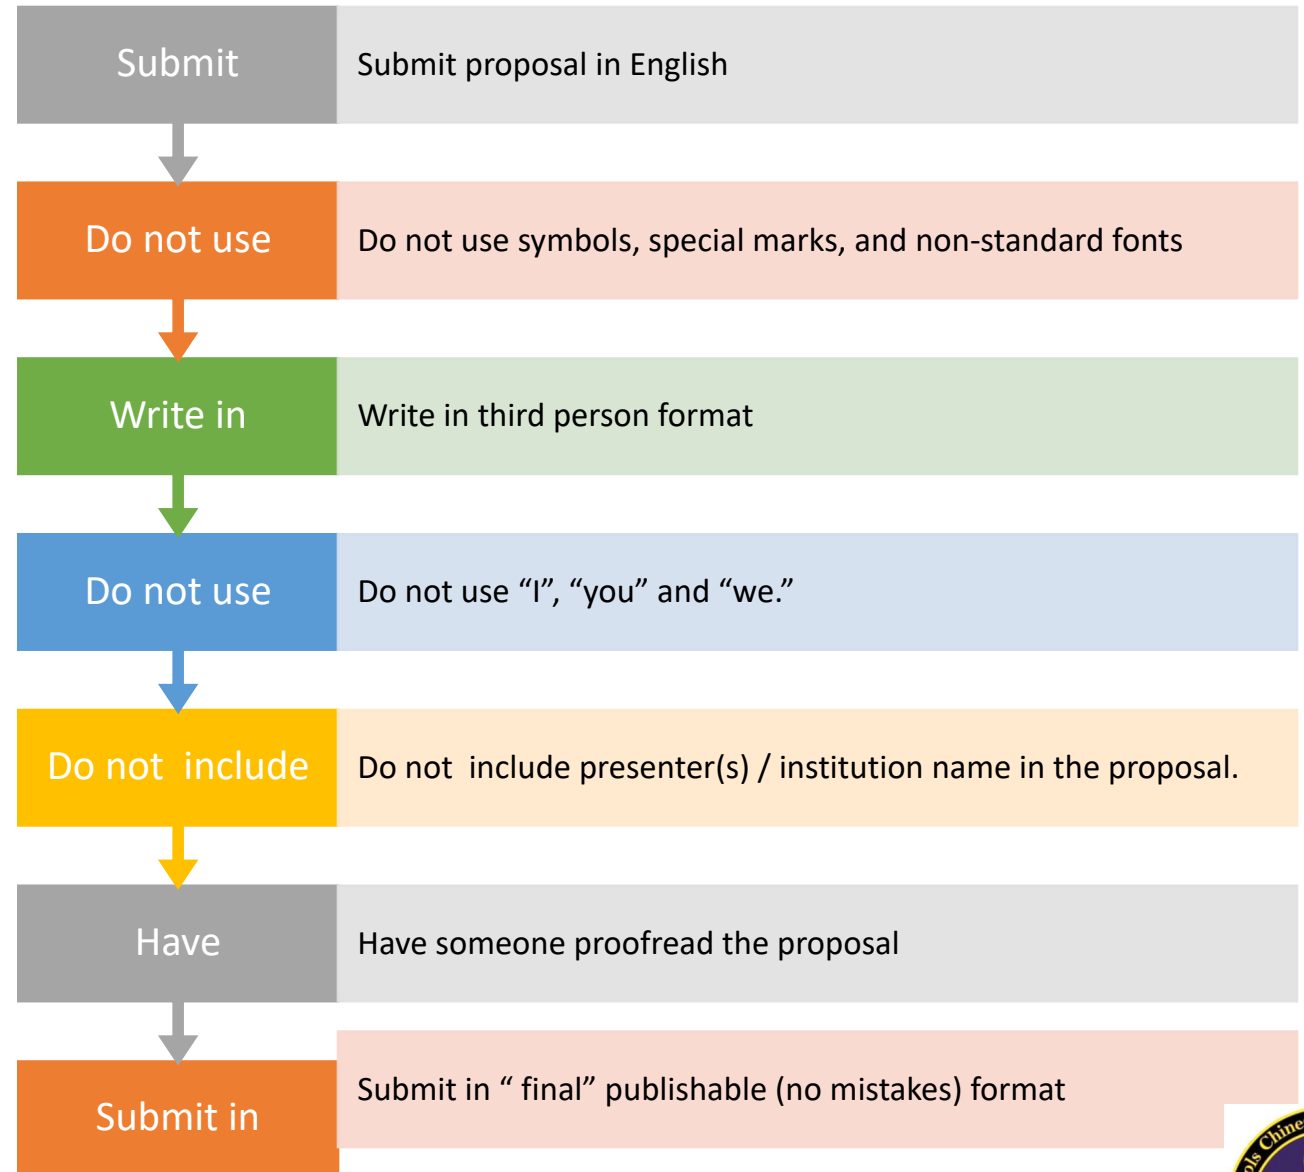 Submit
Submit proposal in English
Do not use
Do not use symbols, special marks, and non-standard fonts
Write in
Write in third person format
Do not use
Do not use “I”, “you” and “we.”
Do not  include
Do not  include presenter(s) / institution name in the proposal.
Have
Have someone proofread the proposal
Submit in
Submit in “ final” publishable (no mistakes) format